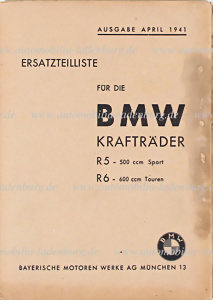 AUSGABE APRIL 1941
ERSATZTEILLISTE
FÜR DIE
BMW
KRAFTRÄDER
R5 - 500 ccm Sport
R6 - 600 ccm Touren
BMW
BAYERISCHE MOTOREN WERKE AG MÜNCHEN 13